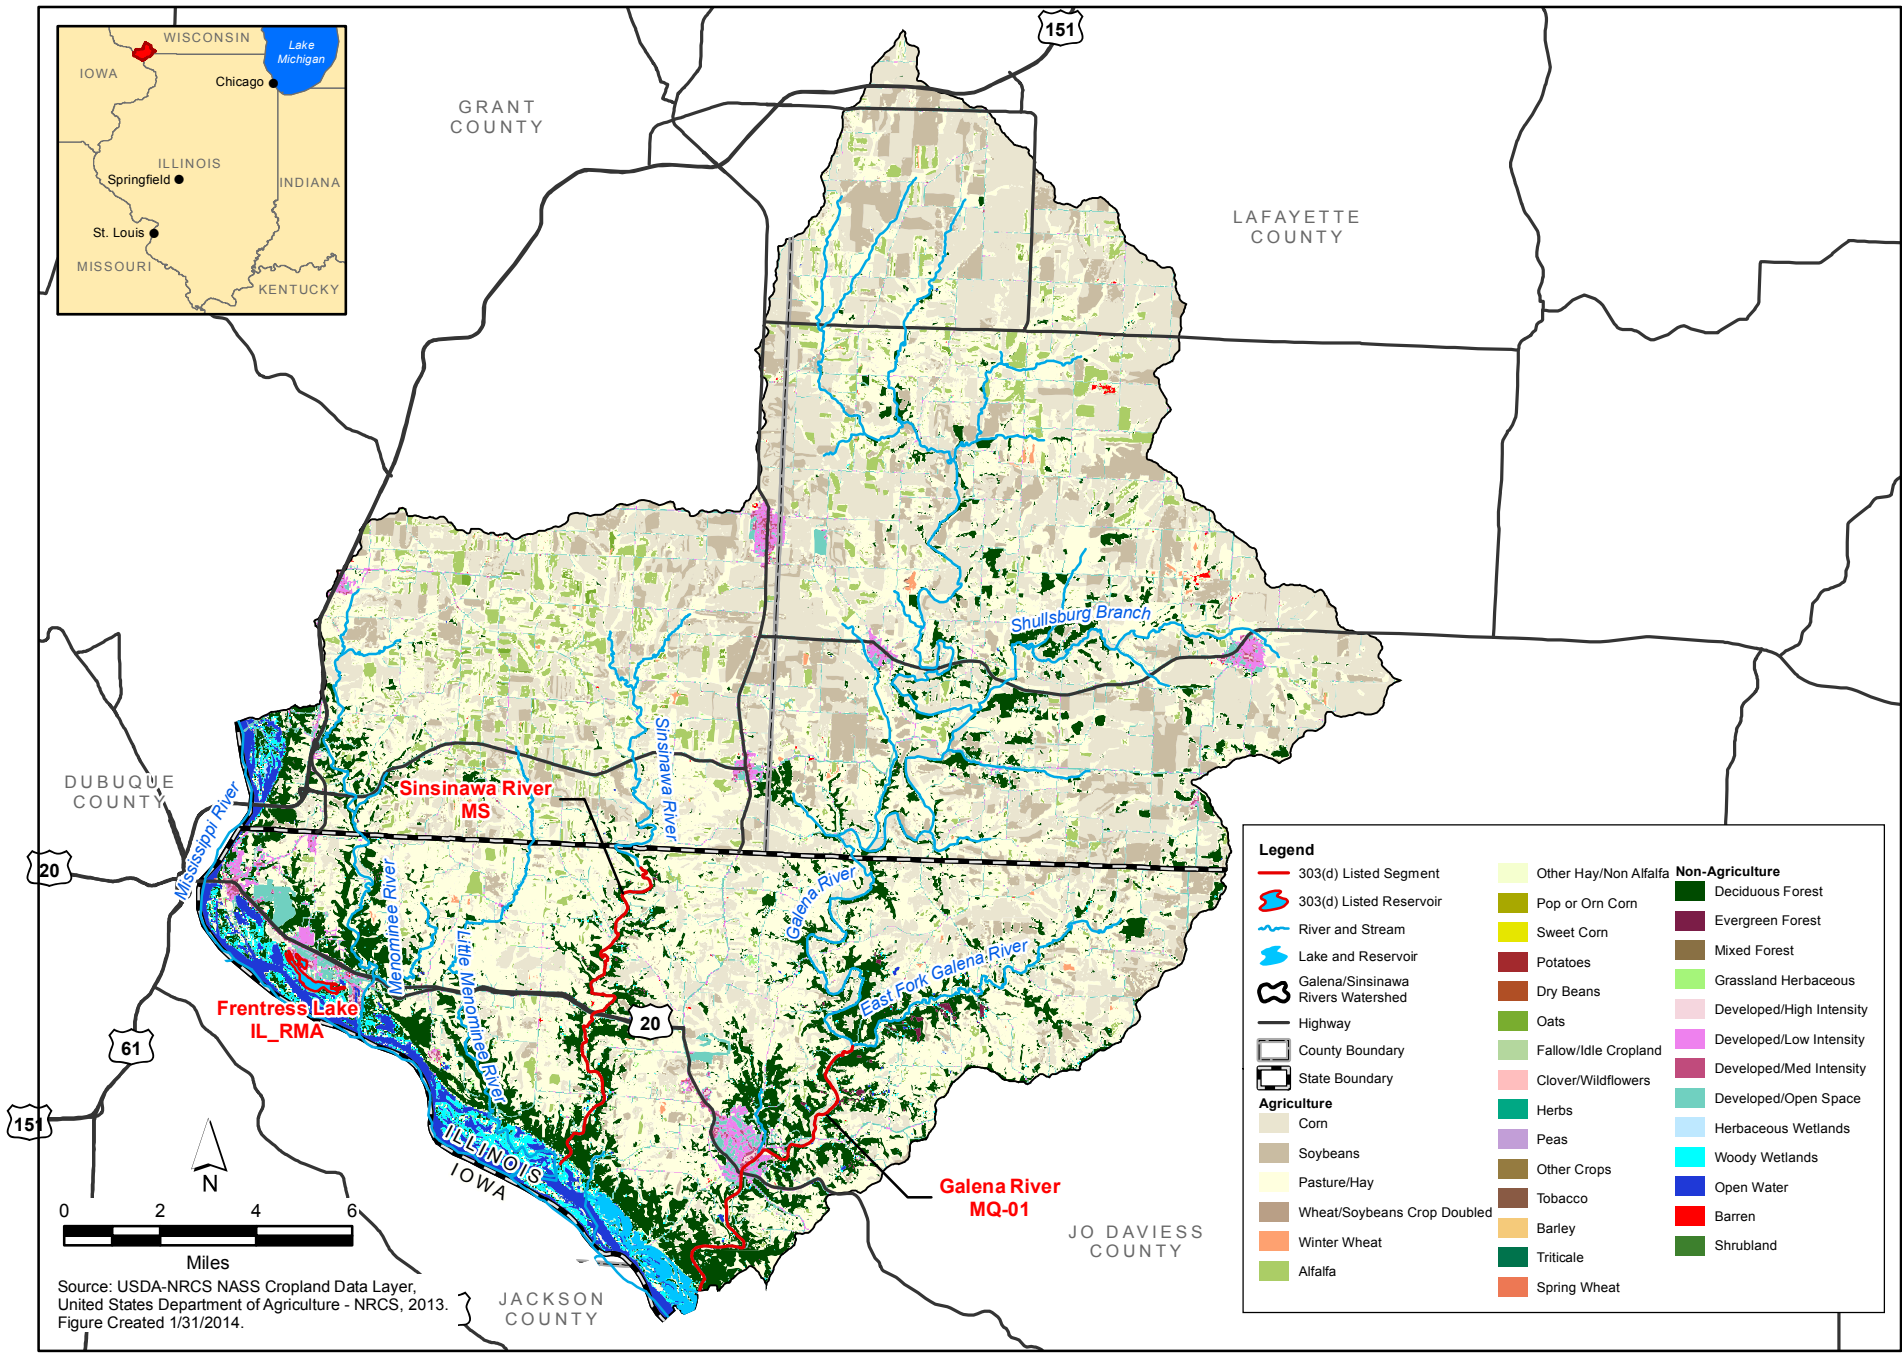 WISCONSIN
Lake
Michigan
IOWA
Chicago
ILLINOIS
Springfield
INDIANA
St. Louis
MISSOURI
KENTUCKY
151
GRANT
COUNTY
LAFAYETTE
COUNTY
Shullsburg Branch
Sinsinawa River
DUBUQUE
COUNTY
Mississippi River
Sinsinawa River
MS
20
Menominee River
Little Menominee River
Galena River
East Fork Galena River
Frentress Lake
IL_RMA
20
61
151
ILLINOIS
IOWA
Galena River
MQ-01
JO DAVIESS
COUNTY
JACKSON
COUNTY
N
0 2 4 6
Miles
Source: USDA-NRCS NASS Cropland Data Layer,
United States Department of Agriculture - NRCS, 2013.
Figure Created 1/31/2014.
Legend
303(d) Listed Segment
303(d) Listed Reservoir
River and Stream
Lake and Reservoir
Galena/Sinsinawa
Rivers Watershed
Highway
County Boundary
State Boundary
Agriculture
Corn
Soybeans
Pasture/Hay
Wheat/Soybeans Crop Doubled
Winter Wheat
Alfalfa
Other Hay/Non Alfalfa
Pop or Orn Corn
Sweet Corn
Potatoes
Dry Beans
Oats
Fallow/Idle Cropland
Clover/Wildflowers
Herbs
Peas
Other Crops
Tobacco
Barley
Triticale
Spring Wheat
Non-Agriculture
Deciduous Forest
Evergreen Forest
Mixed Forest
Grassland Herbaceous
Developed/High Intensity
Developed/Low Intensity
Developed/Med Intensity
Developed/Open Space
Herbaceous Wetlands
Woody Wetlands
Open Water
Barren
Shrubland